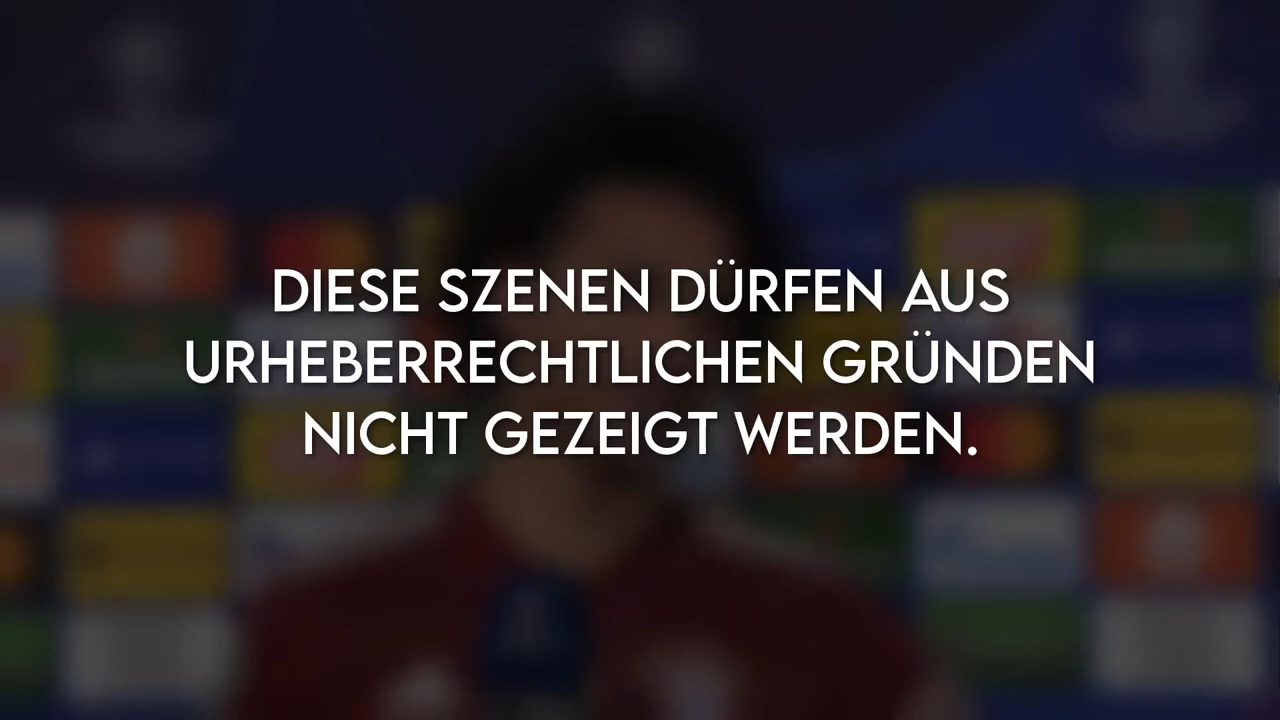 DIESE SZENEN DÜRFEN AUS
URHEBERRECHTLICHEN GRÜNDEN
NICHT GEZEIGT WERDEN.